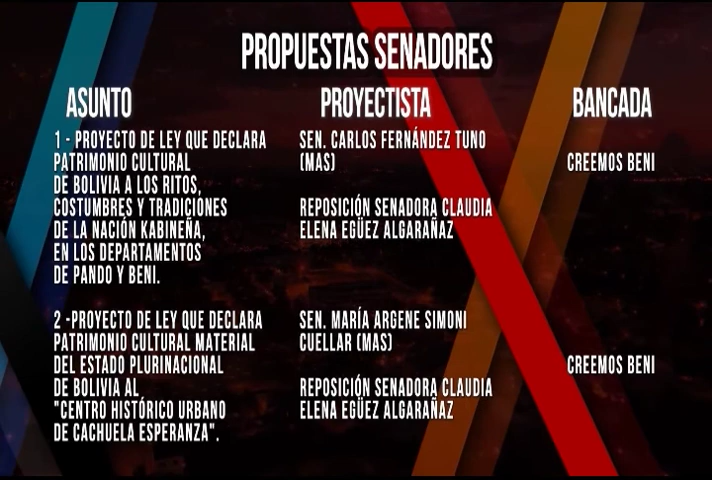 PROPUESTAS SENADORES
ASUNTO
PROYECTISTA
BANCADA
1 - PROYECTO DE LEY QUE DECLARA
PATRIMONIO CULTURAL
DE BOLIVIA A LOS RITOS,
COSTUMBRES Y TRADICIONES
DE LA NACIÓN KABINEÑA,
EN LOS DEPARTAMENTOS
DE PANDO Y BENI.
SEN. CARLOS FERNÁNDEZ TUNO
(MAS)
REPOSICIÓN SENADORA CLAUDIA
ELENA EGÜEZ ALGARAÑAZ
CREEMOS BENI
2 -PROYECTO DE LEY QUE DECLARA
PATRIMONIO CULTURAL MATERIAL
DEL ESTADO PLURINACIONAL
DE BOLIVIA AL
"CENTRO HISTÓRICO URBANO
DE CACHUELA ESPERANZA".
SEN. MARÍA ARGENE SIMONI
CUELLAR (MAS)
REPOSICIÓN SENADORA CLAUDIA
ELENA EGÜEZ ALGARAÑAZ
CREEMOS BENI